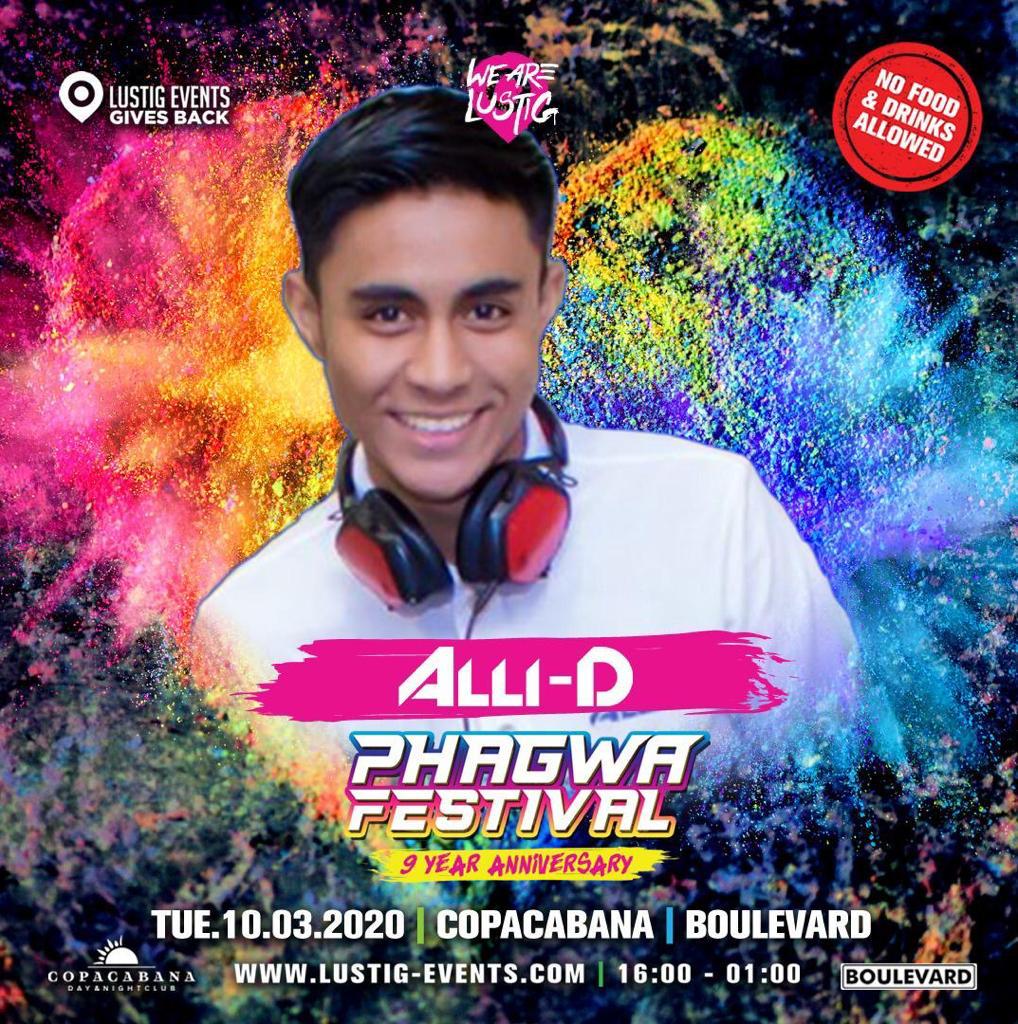 LUSTIG EVENTS
GIVES BACK
WE ARE
LUSTIG
NO FOOD
& DRINKS
ALLOWED
ALLI-D
PHAGWA
FESTIVAL
9 YEAR ANNIVERSARY
TUE.10.03.2020 | COPACABANA | BOULEVARD
COPACABANA
DAY & NIGHTCLUB
WWW.LUSTIG-EVENTS.COM | 16:00 - 01:00
BOULEVARD